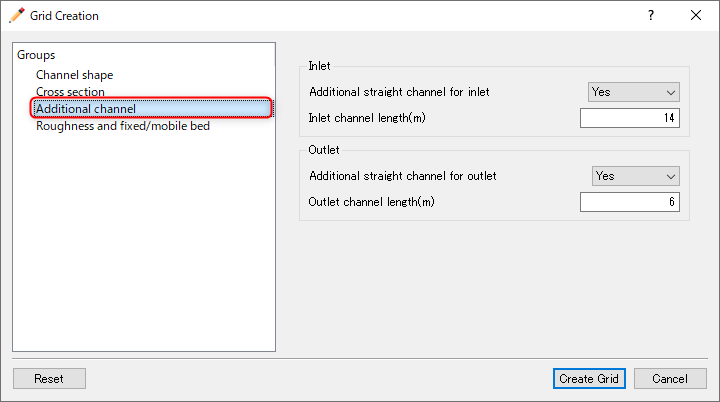 Grid Creation
?
Groups
Channel shape
Cross section
Additional channel
Roughness and fixed/mobile bed
Inlet
Additional straight channel for inlet
Yes
Inlet channel length(m)
14
Outlet
Additional straight channel for outlet
Yes
Outlet channel length(m)
6
Reset
Create Grid
Cancel